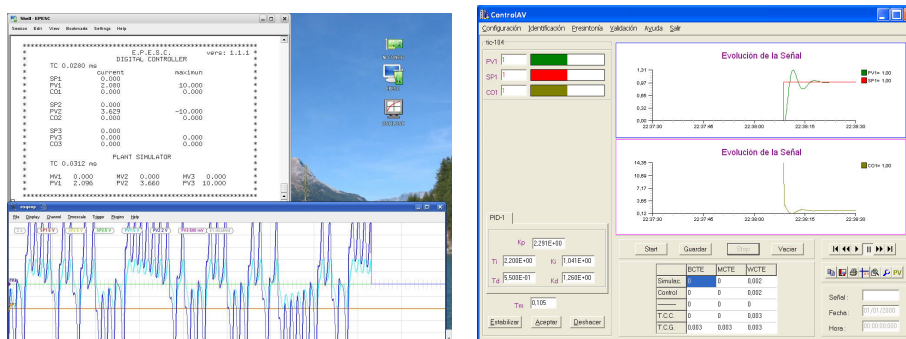 Shell - EPESC
Session Edit View Bookmarks Settings Help
E.P.E.S.C. vers: 1.1.1
DIGITAL CONTROLLER
TC 0.0280 ms
current maximun
SP1 0.000
PV1 2.080 10.000
CO1 0.000 0.000
SP2 0.000
PV2 3.629 -10.000
CO2 0.000 0.000
SP3 0.000
PV3 0.000 0.000
CO3 0.000 0.000
PLANT SIMULATOR
TC 0.0312 ms
MV1 0.000 MV2 0.000 MV3 0.000
PV1 2.096 PV2 3.660 PV3 10.000
File Display Channel Timescale Trigger Plugins Help
ControlAV
Configuración Identificación Presintonía Validación Ayuda Salir
tic-104
PV1 1
SP1 1
CO1 1
PID-1
Kp 2,291E+00
Ti 2,200E+00 Ki 1,041E+00
Td 5,500E-01 Kd 1,260E+00
Tm 0,105
Estabilizar Aceptar Deshacer
Evolución de la Señal
1,31
0,97
0,65
0,32
0,00
22:37:30 22:37:45 22:38:00 22:38:15 22:38:30
PV1= 1,00
SP1= 1,00
Evolución de la Señal
14,35
10,69
7,17
3,65
0,12
22:37:30 22:37:45 22:38:00 22:38:15 22:38:30
CO1= 1,00
Start Guardar Stop Vaciar
BCTE MCTE WCTE
Simulac. 0 0 0,002
Control 0 0 0,002
-------- 0 0 0
T.C.C. 0 0 0,003
T.C.G. 0,003 0,003 0,003
PV
Señal :
Fecha : 01/01/2000
Hora : 00:00:00:000